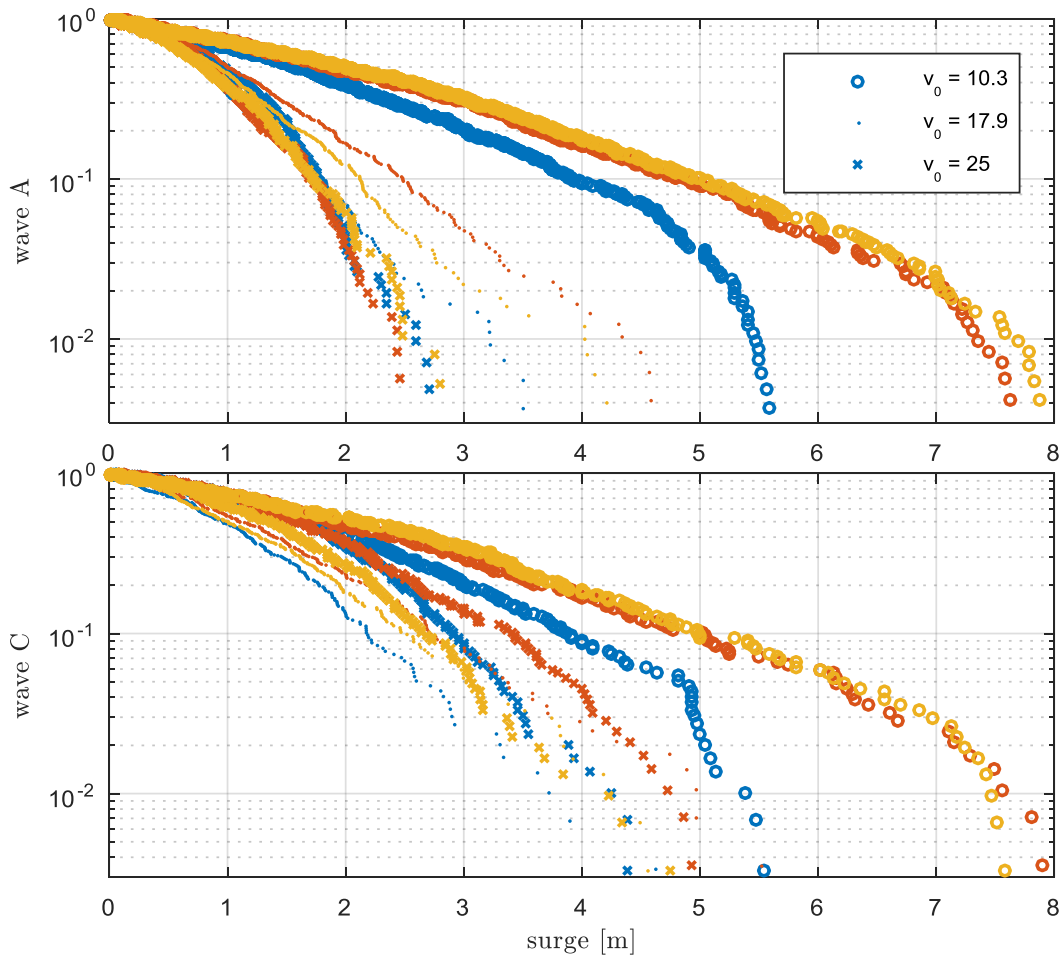 10^0
10^-1
10^-2
wave A
v_0 = 10.3
v_0 = 17.9
v_0 = 25
0 1 2 3 4 5 6 7 8
10^0
10^-1
10^-2
wave C
0 1 2 3 4 5 6 7 8
surge [m]